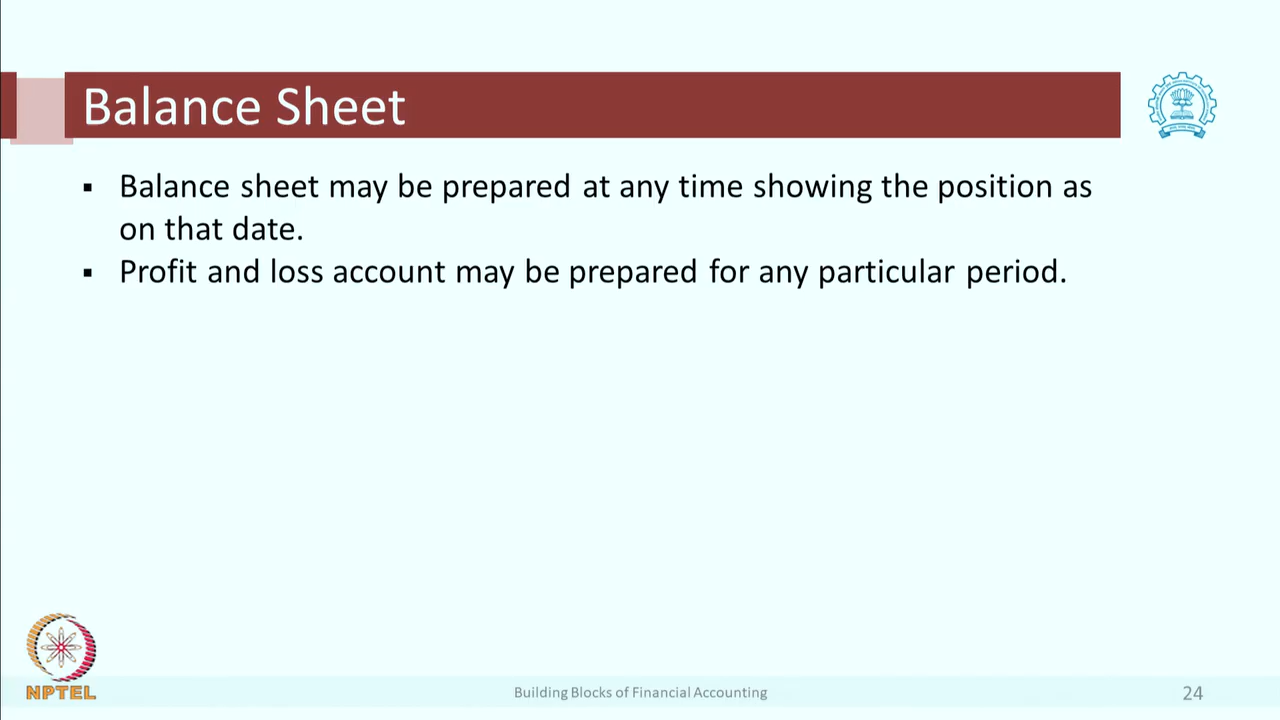 Balance Sheet
▪ Balance sheet may be prepared at any time showing the position as
on that date.
▪ Profit and loss account may be prepared for any particular period.
NPTEL
Building Blocks of Financial Accounting
24